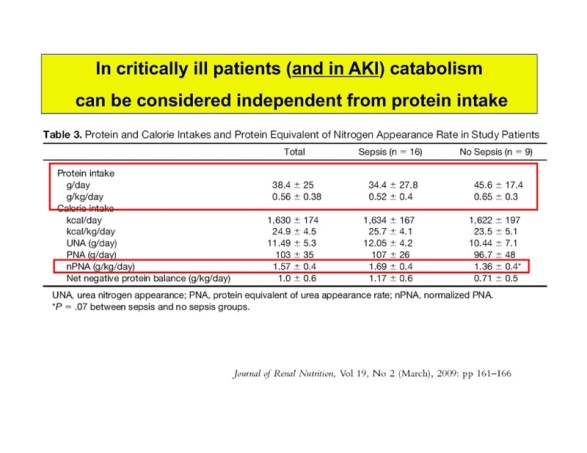 In critically ill patients (and in AKI) catabolism
can be considered independent from protein intake
Table 3. Protein and Calorie Intakes and Protein Equivalent of Nitrogen Appearance Rate in Study Patients
Total Sepsis (n = 16) No Sepsis (n = 9)
Protein intake
g/day 38.4 ± 25 34.4 ± 27.8 45.6 ± 17.4
g/kg/day 0.56 ± 0.38 0.52 ± 0.4 0.65 ± 0.3
Calorie intake
kcal/day 1,630 ± 174 1,634 ± 167 1,622 ± 197
kcal/kg/day 24.9 ± 4.5 25.7 ± 4.1 23.5 ± 5.1
UNA (g/day) 11.49 ± 5.3 12.05 ± 4.2 10.44 ± 7.1
PNA (g/day) 103 ± 35 107 ± 26 96.7 ± 48
nPNA (g/kg/day) 1.57 ± 0.4 1.69 ± 0.4 1.36 ± 0.4*
Net negative protein balance (g/kg/day) 1.0 ± 0.6 1.17 ± 0.6 0.71 ± 0.5
UNA, urea nitrogen appearance; PNA, protein equivalent of urea appearance rate; nPNA, normalized PNA.
*P = .07 between sepsis and no sepsis groups.
Journal of Renal Nutrition, Vol 19, No 2 (March), 2009: pp 161–166